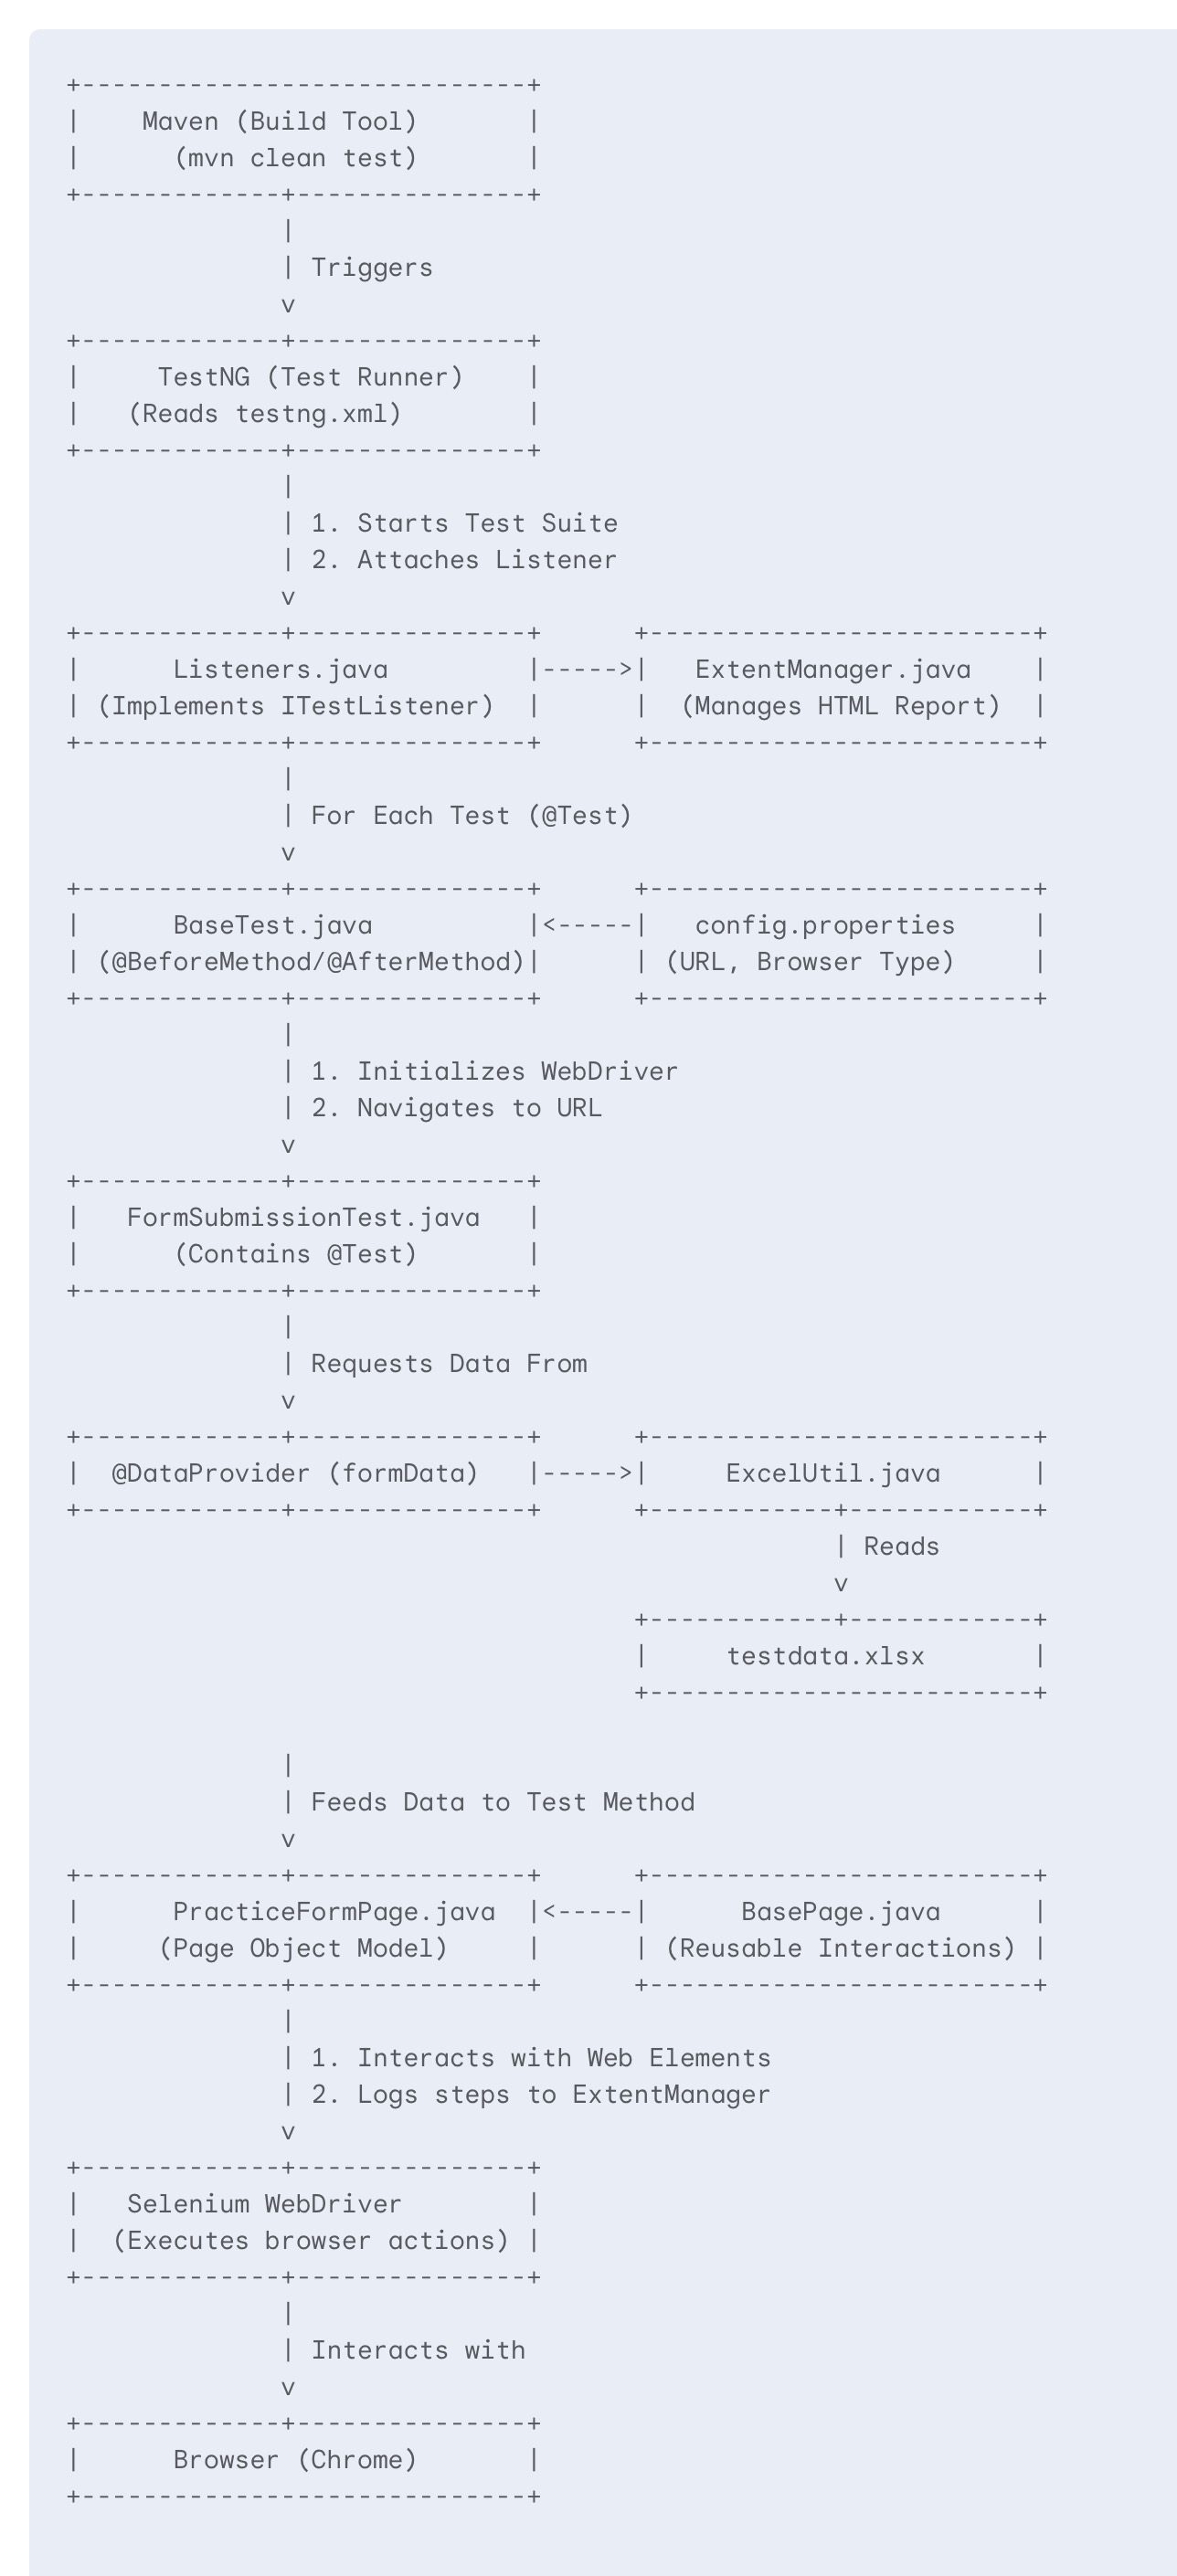 +-----------------------------+
|    Maven (Build Tool)       |
|      (mvn clean test)       |
+-------------+---------------+
              |
              | Triggers
              v
+-------------+---------------+
|     TestNG (Test Runner)    |
|   (Reads testng.xml)        |
+-------------+---------------+
              |
              | 1. Starts Test Suite
              | 2. Attaches Listener
              v
+-------------+---------------+      +-------------------------+
|      Listeners.java         |----->|   ExtentManager.java    |
| (Implements ITestListener)  |      |  (Manages HTML Report)  |
+-------------+---------------+      +-------------------------+
              |
              | For Each Test (@Test)
              v
+-------------+---------------+      +-------------------------+
|      BaseTest.java          |<-----|   config.properties     |
| (@BeforeMethod/@AfterMethod)|      | (URL, Browser Type)     |
+-------------+---------------+      +-------------------------+
              |
              | 1. Initializes WebDriver
              | 2. Navigates to URL
              v
+-------------+---------------+
|   FormSubmissionTest.java   |
|      (Contains @Test)       |
+-------------+---------------+
              |
              | Requests Data From
              v
+-------------+---------------+      +-------------------------+
|  @DataProvider (formData)   |----->|     ExcelUtil.java      |
+-------------+---------------+      +------------+------------+
                                                  | Reads
                                                  v
                                     +------------+------------+
                                     |     testdata.xlsx       |
                                     +-------------------------+
              |
              | Feeds Data to Test Method
              v
+-------------+---------------+      +-------------------------+
|      PracticeFormPage.java  |<-----|      BasePage.java      |
|     (Page Object Model)     |      | (Reusable Interactions) |
+-------------+---------------+      +-------------------------+
              |
              | 1. Interacts with Web Elements
              | 2. Logs steps to ExtentManager
              v
+-------------+---------------+
|   Selenium WebDriver        |
|  (Executes browser actions) |
+-------------+---------------+
              |
              | Interacts with
              v
+-------------+---------------+
|      Browser (Chrome)       |
+-----------------------------+